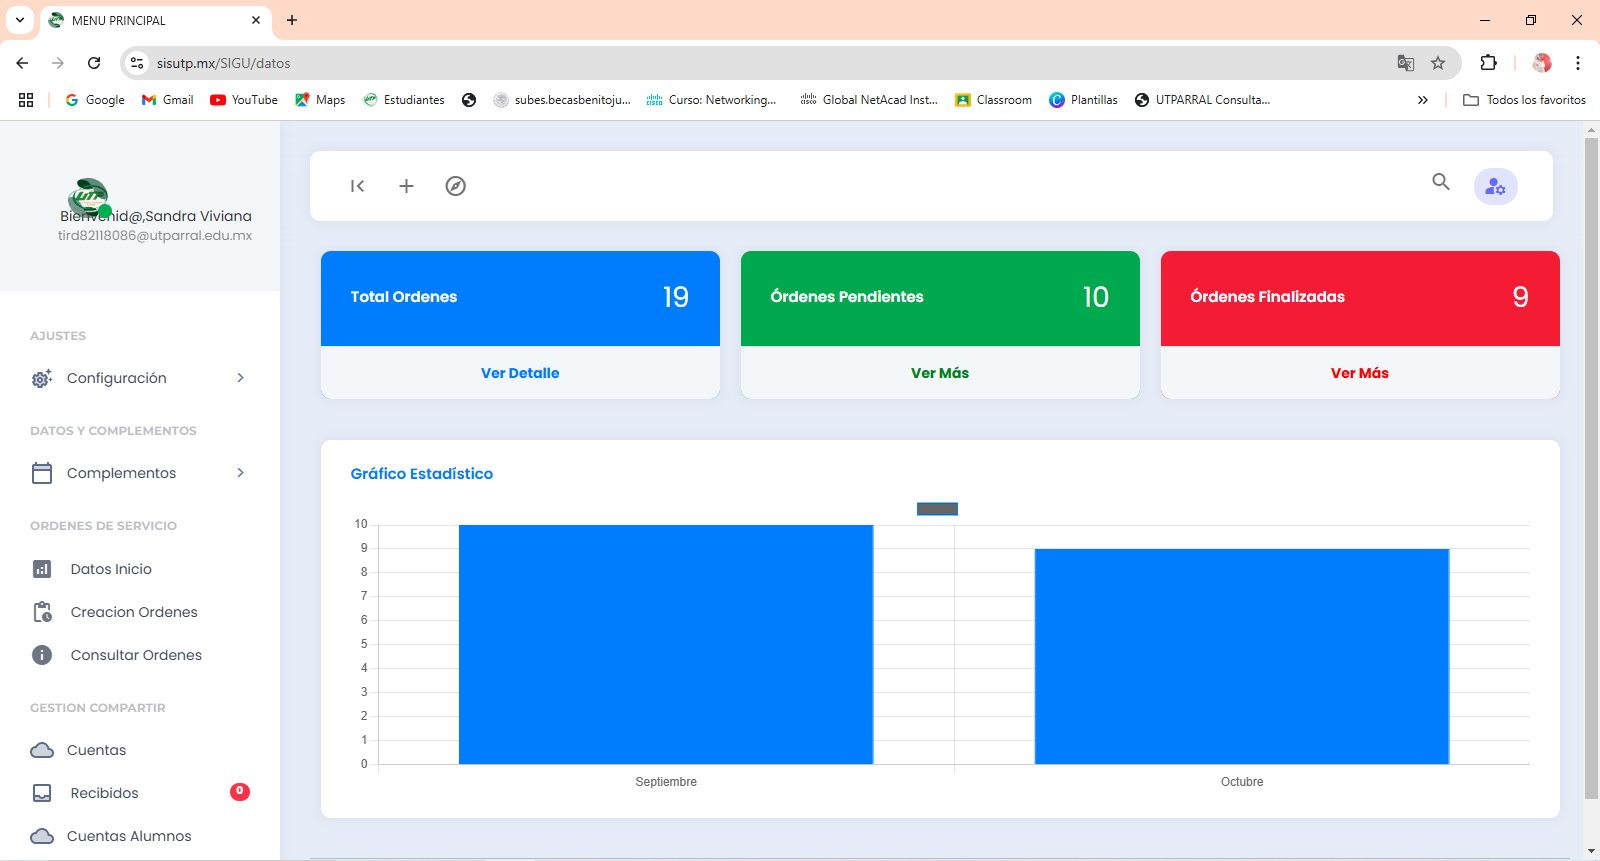 MENU PRINCIPAL
sisutp.mx/SIGU/datos
Google
Gmail
YouTube
Maps
Estudiantes
subes.becasbenitoju...
Curso: Networking...
Global NetAcad Inst...
Classroom
Plantillas
UTPARRAL Consulta...
Todos los favoritos
UTP
Bienvenid@,Sandra Viviana
tird82118086@utparral.edu.mx
AJUSTES
Configuración
DATOS Y COMPLEMENTOS
Complementos
ORDENES DE SERVICIO
Datos Inicio
Creacion Ordenes
Consultar Ordenes
GESTION COMPARTIR
Cuentas
Recibidos 0
Cuentas Alumnos
Total Ordenes 19
Ver Detalle
Órdenes Pendientes 10
Ver Más
Órdenes Finalizadas 9
Ver Más
Gráfico Estadístico
10
9
8
7
6
5
4
3
2
1
0
Septiembre Octubre